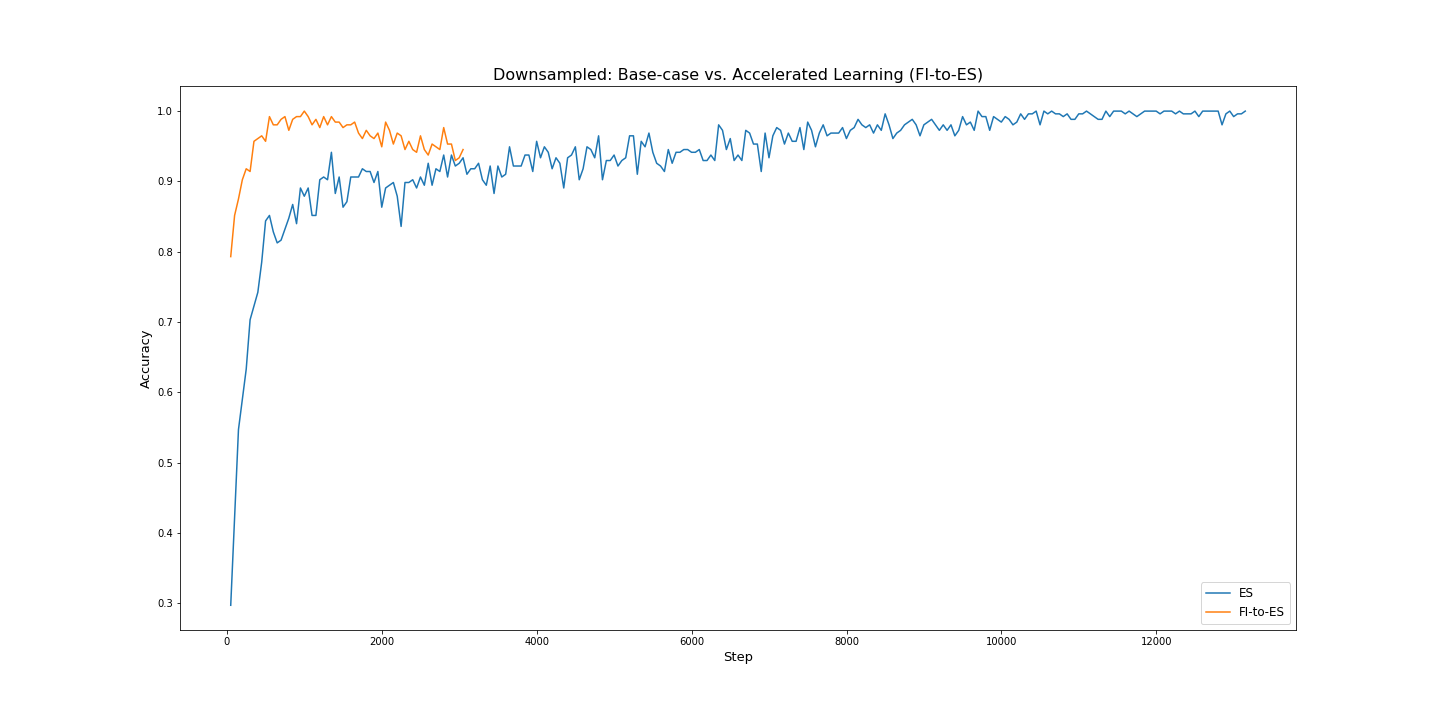 Downsampled: Base-case vs. Accelerated Learning (FI-to-ES)
Accuracy
1.0
0.9
0.8
0.7
0.6
0.5
0.4
0.3
ES
FI-to-ES
0 2000 4000 6000 8000 10000 12000
Step